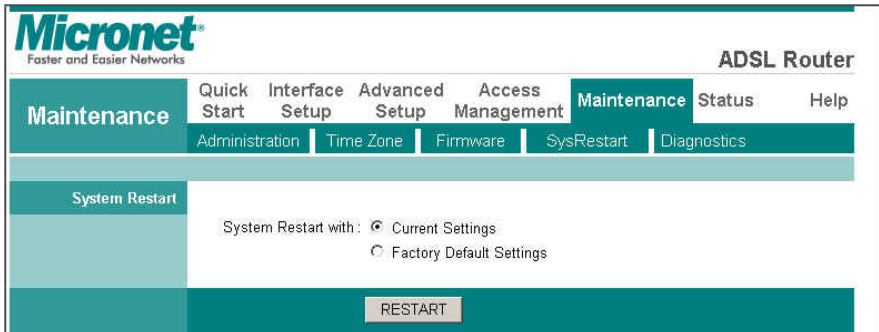 Micronet
Faster and Easier Networks
ADSL Router
Maintenance
Quick Start
Interface Setup
Advanced Setup
Access Management
Maintenance
Status
Help
Administration
Time Zone
Firmware
SysRestart
Diagnostics
System Restart
System Restart with :
Current Settings
Factory Default Settings
RESTART